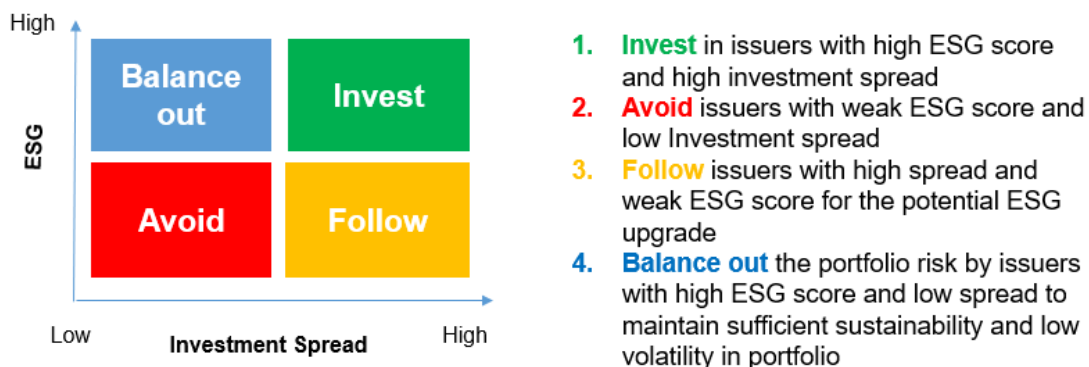 High
Balance
out
Invest
ESG
Avoid
Follow
Low
Investment Spread
High
1. Invest in issuers with high ESG score
and high investment spread
2. Avoid issuers with weak ESG score and
low Investment spread
3. Follow issuers with high spread and
weak ESG score for the potential ESG
upgrade
4. Balance out the portfolio risk by issuers
with high ESG score and low spread to
maintain sufficient sustainability and low
volatility in portfolio